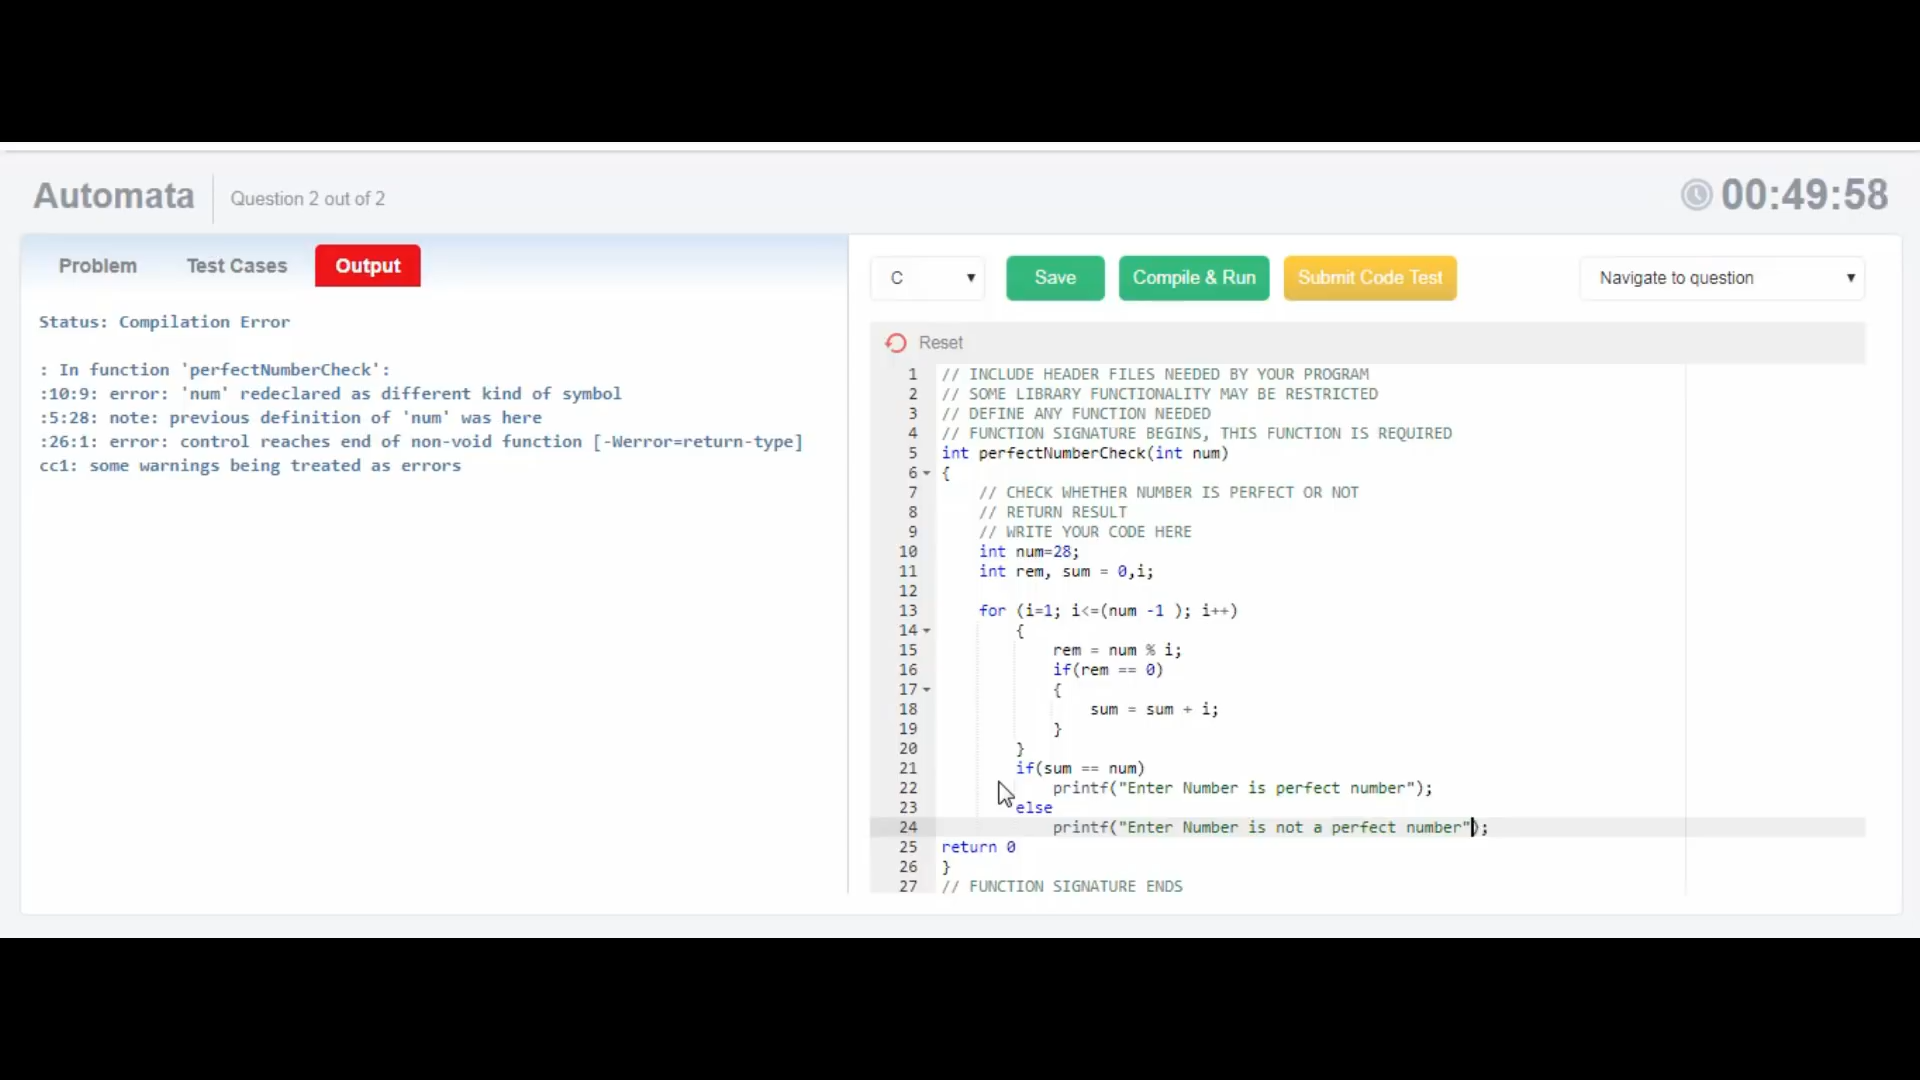 Automata
Question 2 out of 2
00:49:58
Problem
Test Cases
Output
Status: Compilation Error
: In function 'perfectNumberCheck':
:10:9: error: 'num' redeclared as different kind of symbol
:5:28: note: previous definition of 'num' was here
:26:1: error: control reaches end of non-void function [-Werror=return-type]
cc1: some warnings being treated as errors
C
Save
Compile & Run
Submit Code Test
Navigate to question
Reset
1 // INCLUDE HEADER FILES NEEDED BY YOUR PROGRAM
2 // SOME LIBRARY FUNCTIONALITY MAY BE RESTRICTED
3 // DEFINE ANY FUNCTION NEEDED
4 // FUNCTION SIGNATURE BEGINS, THIS FUNCTION IS REQUIRED
5 int perfectNumberCheck(int num)
6 {
7 // CHECK WHETHER NUMBER IS PERFECT OR NOT
8 // RETURN RESULT
9 // WRITE YOUR CODE HERE
10 int num=28;
11 int rem, sum = 0,i;
12
13 for (i=1; i<=(num -1 ); i++)
14 {
15 rem = num % i;
16 if(rem == 0)
17 {
18 sum = sum + i;
19 }
20 }
21 if(sum == num)
22 printf("Enter Number is perfect number");
23 else
24 printf("Enter Number is not a perfect number");
25 return 0
26 }
27 // FUNCTION SIGNATURE ENDS